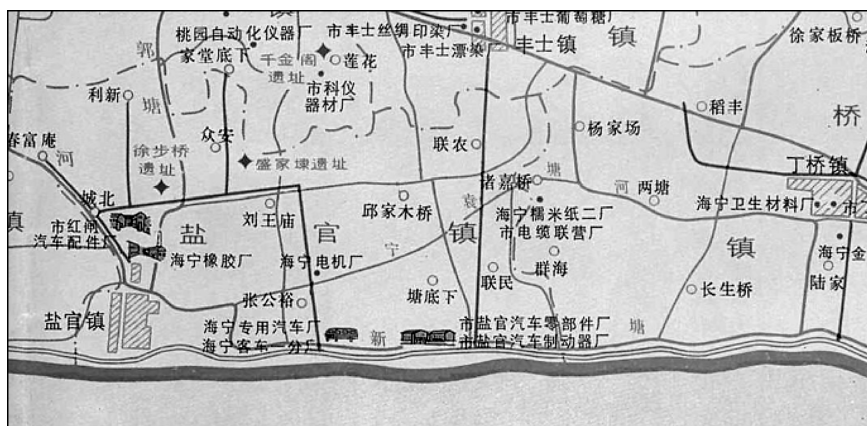 镇
市丰士葡萄糖厂
徐家板桥
桃园自动化仪器厂
市丰士丝绸印染厂
镇
郭
家堂底下
千金阁
遗址
莲花
市丰士漂染
丰士镇
利新
塘
市科仪
器材厂
稻丰
桥
春富庵
众安
杨家场
河
徐步桥
遗址
盛家埭遗址
联农
丁桥镇
塘
诸嘉桥
河
两塘
城北
刘王庙
邱家木桥
袁
海宁糯米纸二厂
海宁卫生材料厂
市
镇
市红闸
汽车配件厂
盐
官
宁
镇
市电缆联营厂
镇
海宁橡胶厂
海宁电机厂
群海
海宁金
联民
陆家
张公裕
塘底下
长生桥
盐官镇
海宁专用汽车厂
海宁客车一分厂
新
市盐官汽车零部件厂
市盐官汽车制动器厂
塘